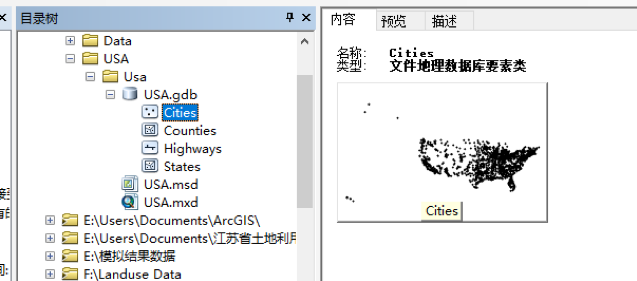 目录树
Data
USA
Usa
USA.gdb
Cities
Counties
Highways
States
USA.msd
USA.mxd
E:\Users\Documents\ArcGIS\
E:\Users\Documents\江苏省土地利用
E:\模拟结果数据
F:\Landuse Data
内容 预览 描述
名称: Cities
类型: 文件地理数据库要素类
Cities